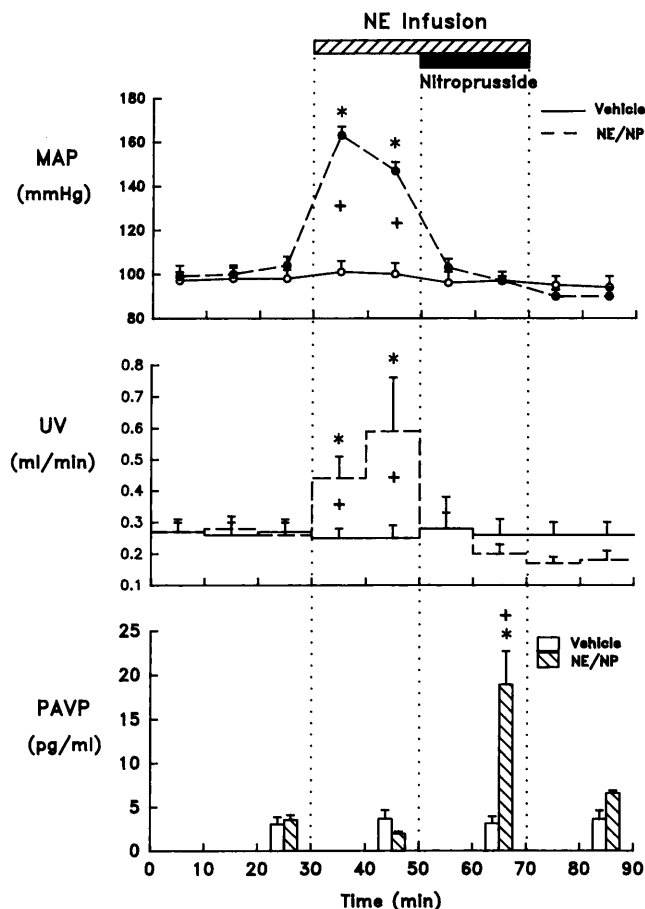 NE Infusion
Nitroprusside
Vehicle
NE/NP
MAP
(mmHg)
180
160
140
120
100
80
*
*
+
+
UV
(ml/min)
0.8
0.7
0.6
0.5
0.4
0.3
0.2
0.1
*
*
+
+
PAVP
(pg/ml)
25
20
15
10
5
0
+
*
Vehicle
NE/NP
0 10 20 30 40 50 60 70 80 90
Time (min)